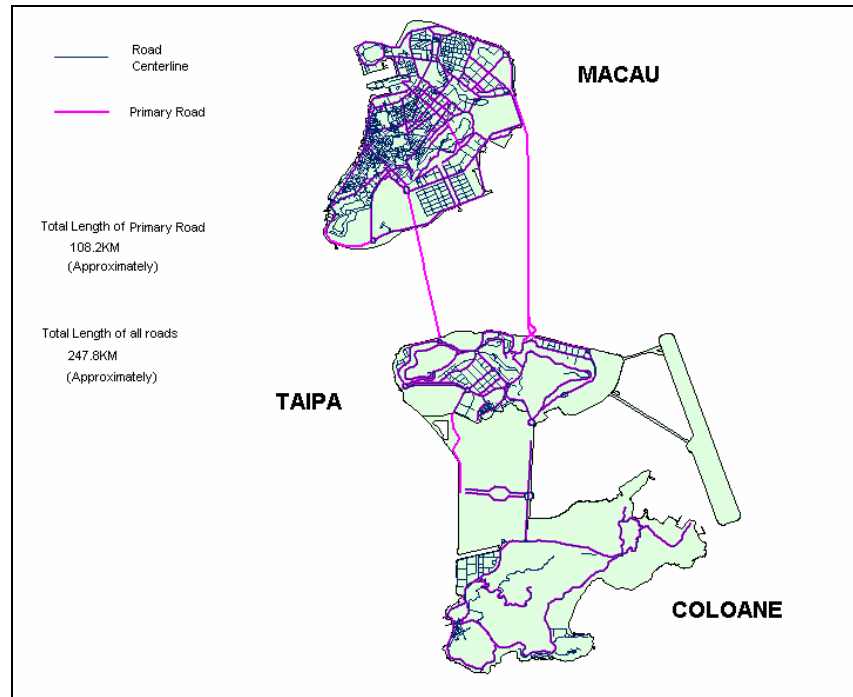 Road
Centerline
MACAU
Primary Road
Total Length of Primary Road
108.2KM
(Approximately)
Total Length of all roads
247.8KM
(Approximately)
TAIPA
COLOANE